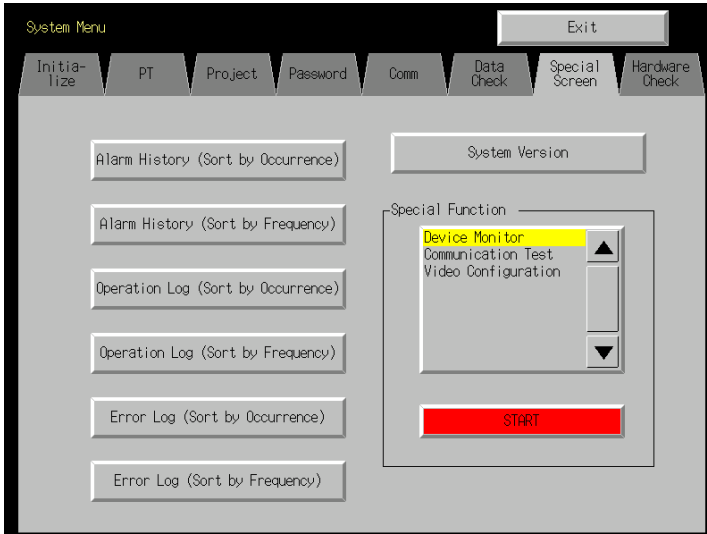 System Menu
Exit
Initia-
lize
PT
Project
Password
Comm
Data
Check
Special
Screen
Hardware
Check
Alarm History (Sort by Occurrence)
System Version
Alarm History (Sort by Frequency)
Special Function
Device Monitor
Communication Test
Video Configuration
Operation Log (Sort by Occurrence)
Operation Log (Sort by Frequency)
Error Log (Sort by Occurrence)
START
Error Log (Sort by Frequency)